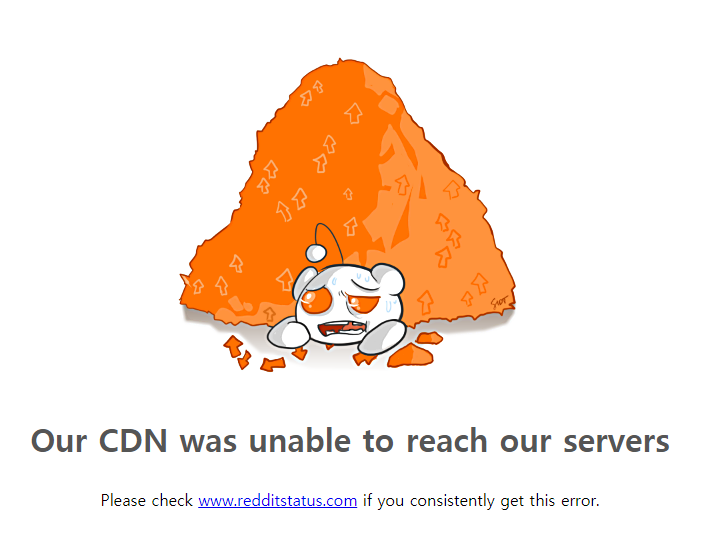 Our CDN was unable to reach our servers
Please check www.redditstatus.com if you consistently get this error.